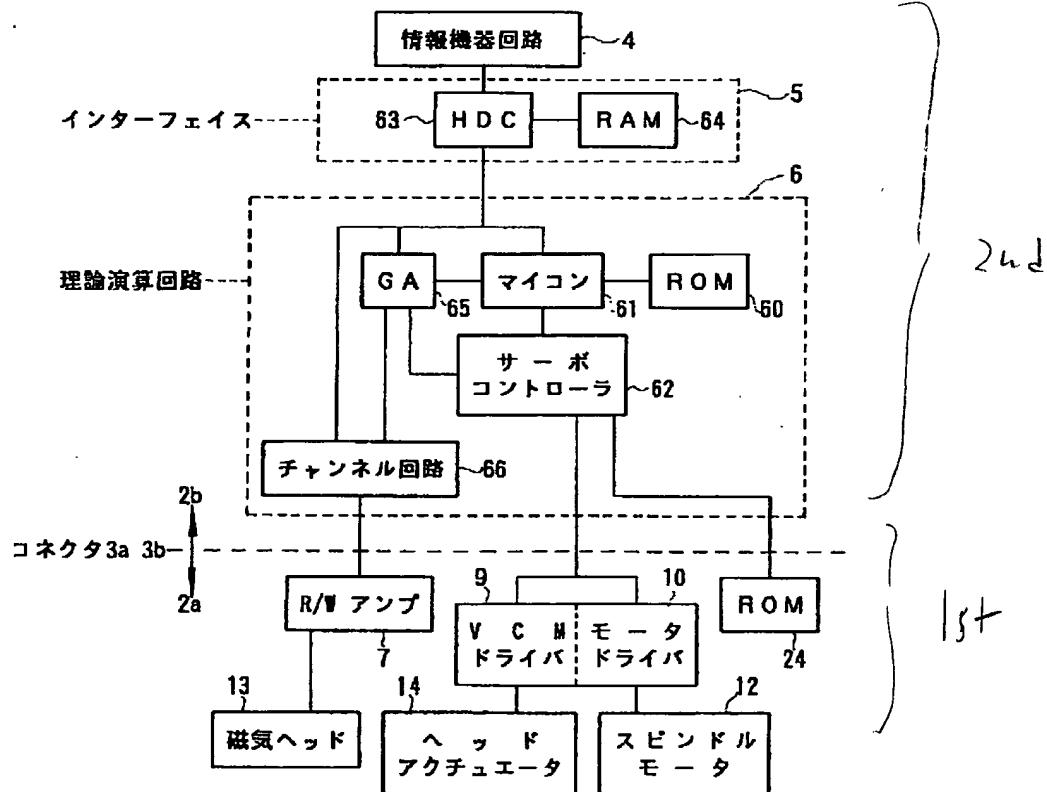 情報機器回路
4
5
インターフェイス
63
HDC
RAM
64
6
理論演算回路
GA
65
マイコン
61
ROM
60
サーボ
コントローラ
62
チャンネル回路
66
2nd
2b
コネクタ3a 3b
2a
R/W アンプ
7
9
10
VCM
ドライバ
モータ
ドライバ
ROM
24
1st
13
磁気ヘッド
14
ヘッド
アクチュエータ
12
スピンドル
モータ